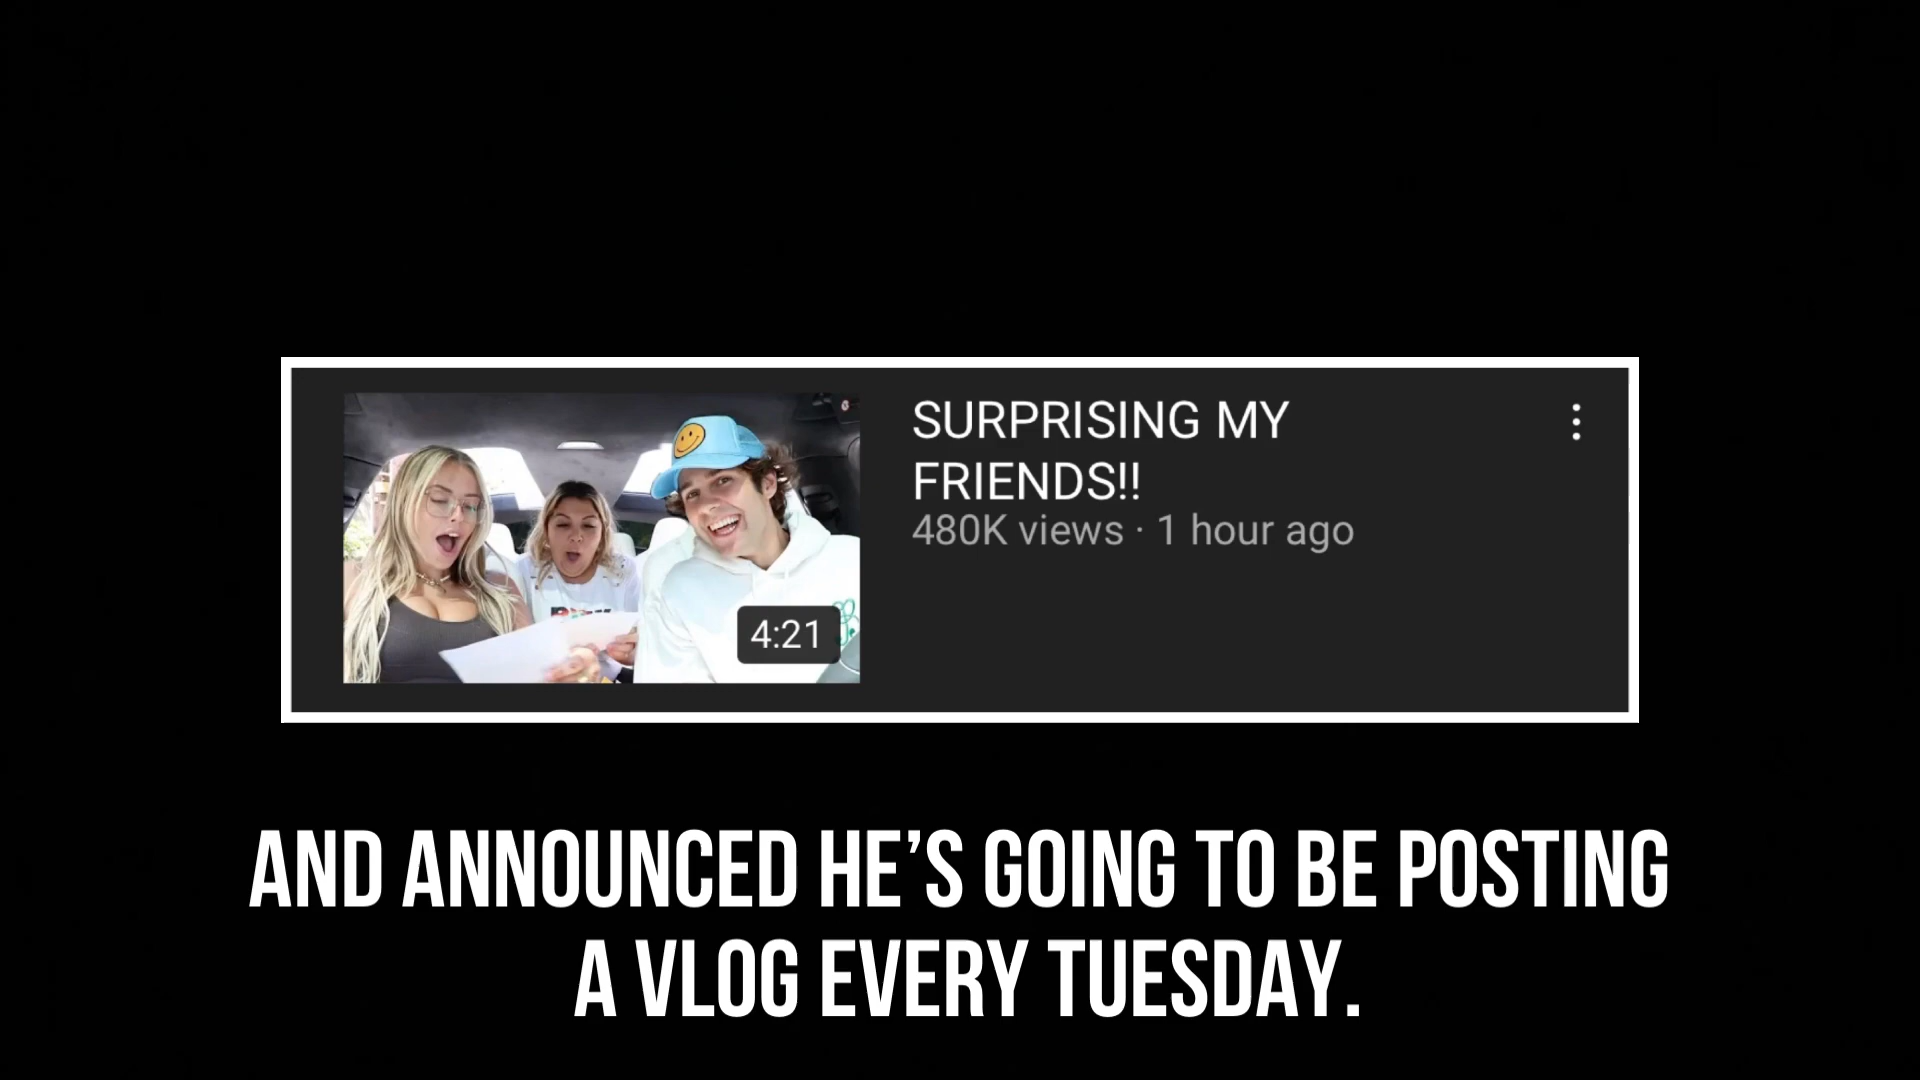 SURPRISING MY
FRIENDS!!
480K views · 1 hour ago
4:21
AND ANNOUNCED HE’S GOING TO BE POSTING
A VLOG EVERY TUESDAY.